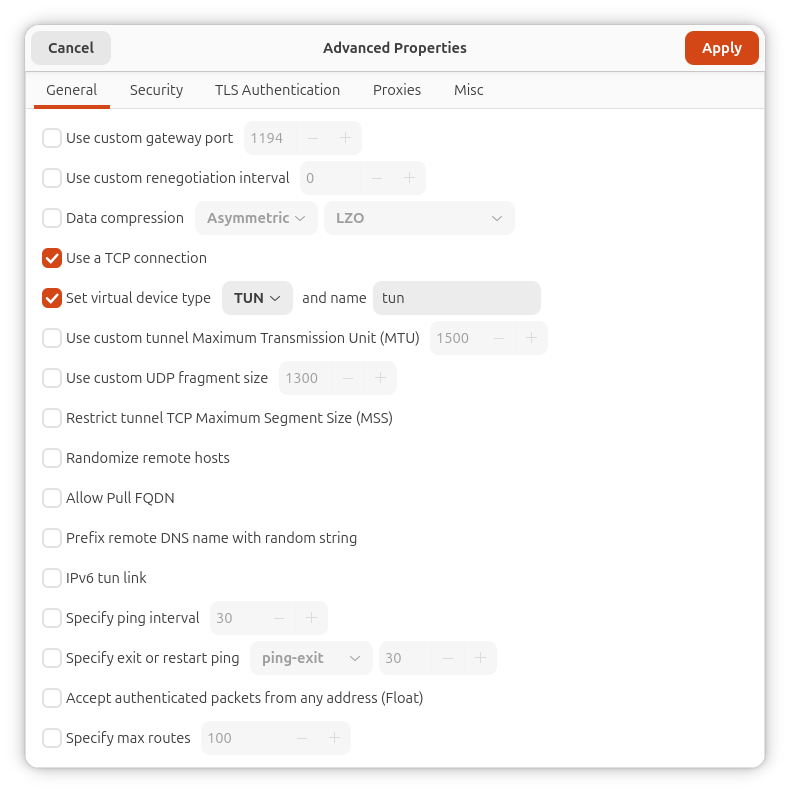 Cancel Advanced Properties Apply
General Security TLS Authentication Proxies Misc
Use custom gateway port 1194
Use custom renegotiation interval 0
Data compression Asymmetric LZO
Use a TCP connection
Set virtual device type TUN and name tun
Use custom tunnel Maximum Transmission Unit (MTU) 1500
Use custom UDP fragment size 1300
Restrict tunnel TCP Maximum Segment Size (MSS)
Randomize remote hosts
Allow Pull FQDN
Prefix remote DNS name with random string
IPv6 tun link
Specify ping interval 30
Specify exit or restart ping ping-exit 30
Accept authenticated packets from any address (Float)
Specify max routes 100